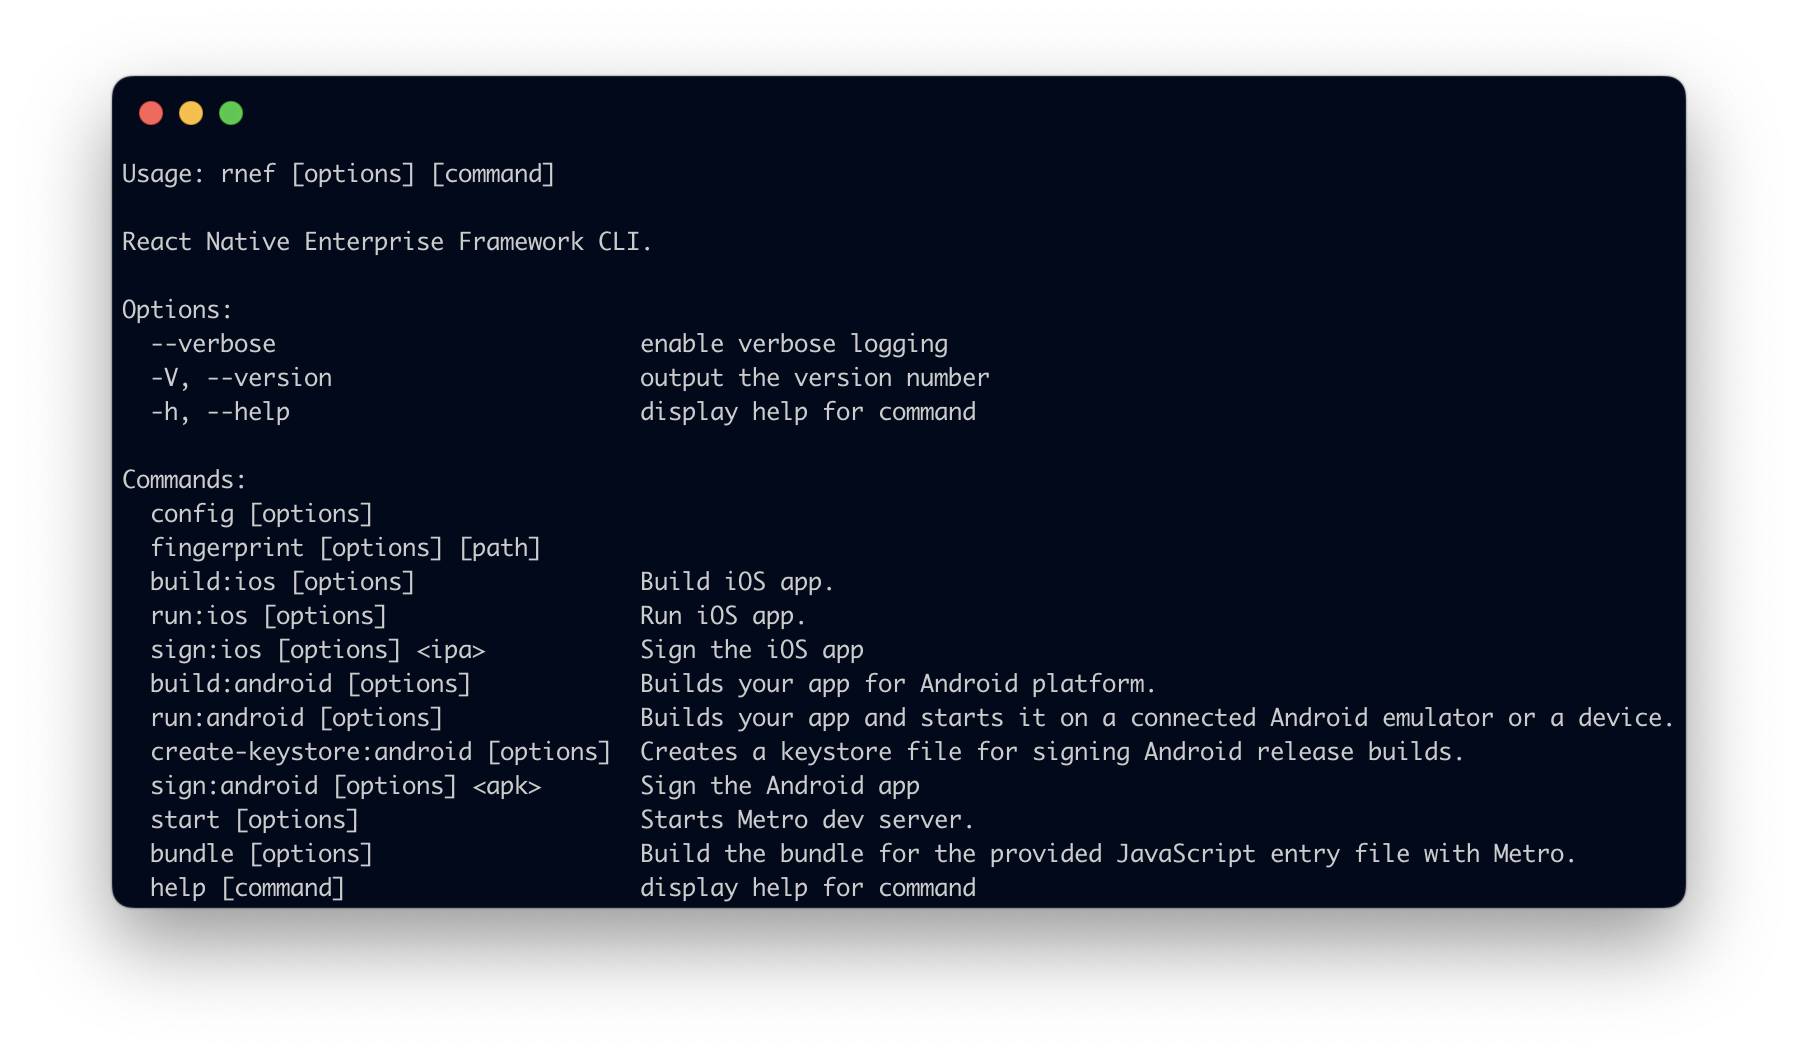 Usage: rnef [options] [command]
React Native Enterprise Framework CLI.
Options:
--verbose enable verbose logging
-V, --version output the version number
-h, --help display help for command
Commands:
config [options]
fingerprint [options] [path]
build:ios [options] Build iOS app.
run:ios [options] Run iOS app.
sign:ios [options] <ipa> Sign the iOS app
build:android [options] Builds your app for Android platform.
run:android [options] Builds your app and starts it on a connected Android emulator or a device.
create-keystore:android [options] Creates a keystore file for signing Android release builds.
sign:android [options] <apk> Sign the Android app
start [options] Starts Metro dev server.
bundle [options] Build the bundle for the provided JavaScript entry file with Metro.
help [command] display help for command